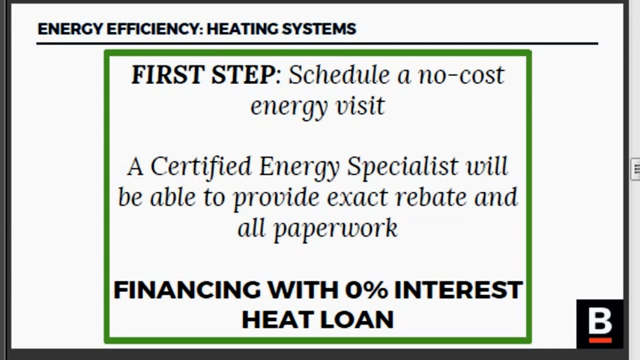 ENERGY EFFICIENCY: HEATING SYSTEMS
FIRST STEP: Schedule a no-cost
energy visit
A Certified Energy Specialist will
be able to provide exact rebate and
all paperwork
FINANCING WITH 0% INTEREST
HEAT LOAN
B